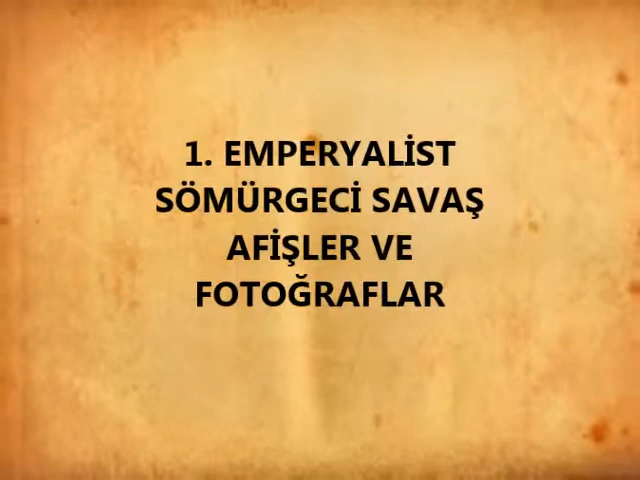 1. EMPERYALİST
SÖMÜRGECİ SAVAŞ
AFİŞLER VE
FOTOĞRAFLAR